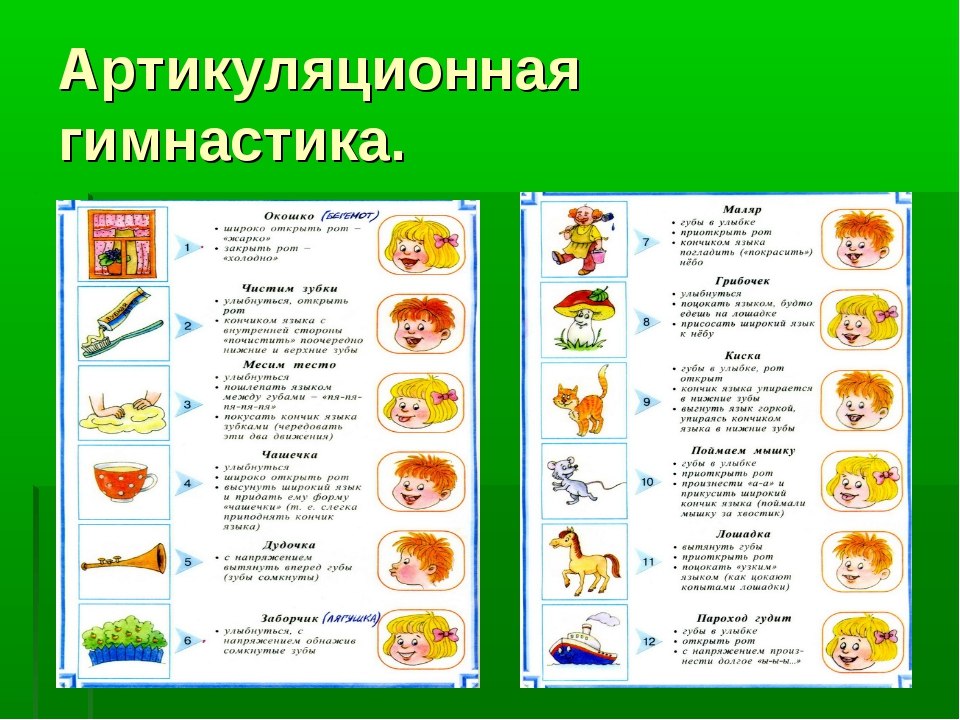 Артикуляционная
гимнастика.
1
Окошко (БЕГЕМОТ)
• широко открыть рот –
«жарко»
• закрыть рот –
«холодно»
2
Чистим зубки
• улыбнуться, открыть
рот
• кончиком языка с
внутренней стороны
«почистить» поочередно
нижние и верхние зубы
3
Месим тесто
• улыбнуться
• пошлепать языком
между губами – «пя-пя-
пя-пя-пя»
• покусать кончик языка
зубками (чередовать
эти два движения)
4
Чашечка
• улыбнуться
• широко открыть рот
• высунуть широкий язык
и придать ему форму
«чашечки» (т. е. слегка
приподнять кончик
языка)
5
Дудочка
• с напряжением
вытянуть вперед губы
(зубы сомкнуты)
6
Заборчик (ЛЯГУШКА)
• улыбнуться, с
напряжением обнажив
сомкнутые зубы
7
Маляр
• губы в улыбке
• приоткрыть рот
• кончиком языка
погладить («покрасить»)
нёбо
8
Грибочек
• улыбнуться
• поцокать языком, будто
едешь на лошадке
• присосать широкий язык
к нёбу
9
Киска
• губы в улыбке, рот
открыт
• кончик языка упирается
в нижние зубы
• выгнуть язык горкой,
упираясь кончиком
языка в нижние зубы
10
Поймаем мышку
• губы в улыбке
• приоткрыть рот
• произнести «а-а» и
прикусить широкий
кончик языка (поймали
мышку за хвостик)
11
Лошадка
• вытянуть губы
• приоткрыть рот
• поцокать «узким»
языком (как цокают
копытами лошадки)
12
Пароход гудит
• губы в улыбке
• открыть рот
• с напряжением произ-
нести долгое «ы-ы-ы...»